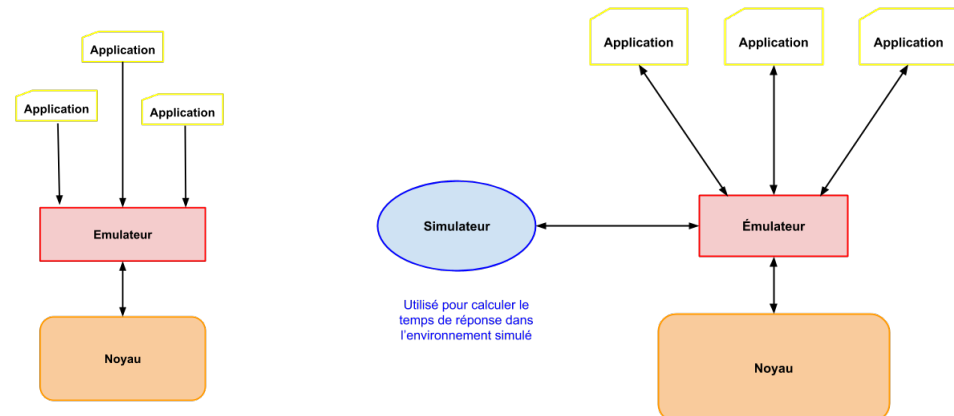 Application
Application
Application
Emulateur
Noyau
Application
Application
Application
Simulateur
Émulateur
Utilisé pour calculer le
temps de réponse dans
l'environnement simulé
Noyau